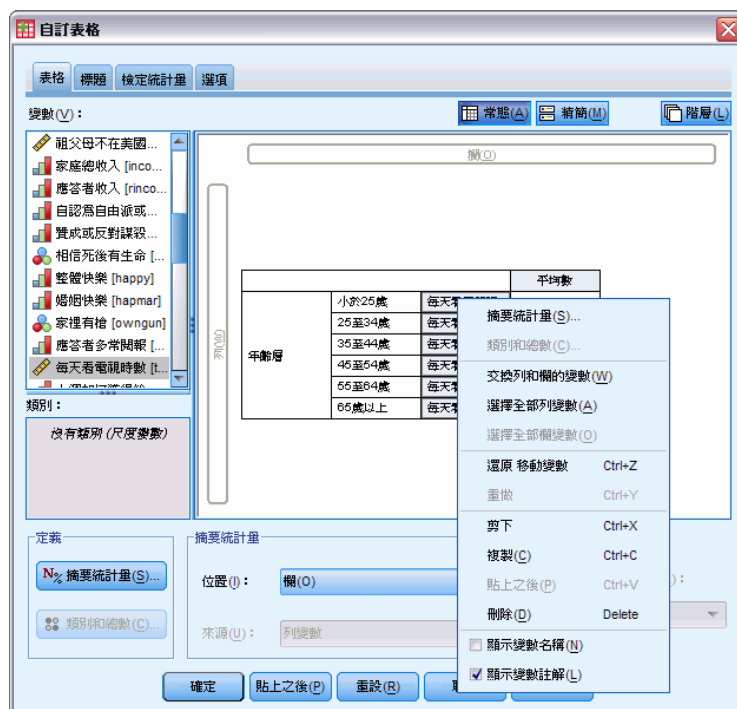 自訂表格
表格 標題 檢定統計量 選項
變數(V)：
常態(A) 精簡(M) 階層(L)
祖父母不在美國...
家庭總收入 [inco...
應答者收入 [rinco...
自認為自由派或...
贊成或反對謀殺...
相信死後有生命 [...
整體快樂 [happy]
婚姻快樂 [hapmar]
家裡有槍 [owngun]
應答者多常閱報 [...
每天看電視時數 [t...
類別：
沒有類別 (尺度變數)
欄(O)
列(W)
平均數
年齡層
小於25歲
25至34歲 每天看
35至44歲 每天看
45至54歲 每天看
55至64歲 每天看
65歲以上 每天看
摘要統計量(S)...
類別和總數(C)...
交換列和欄的變數(W)
選擇全部列變數(A)
選擇全部欄變數(O)
還原 移動變數 Ctrl+Z
重做 Ctrl+Y
剪下 Ctrl+X
複製(C) Ctrl+C
貼上之後(P) Ctrl+V
刪除(D) Delete
顯示變數名稱(N)
顯示變數註解(L)
定義
N% 摘要統計量(S)...
類別和總數(C)...
摘要統計量
位置(I)： 欄(O)
來源(U)： 列變數
確定 貼上之後(P) 重設(R)